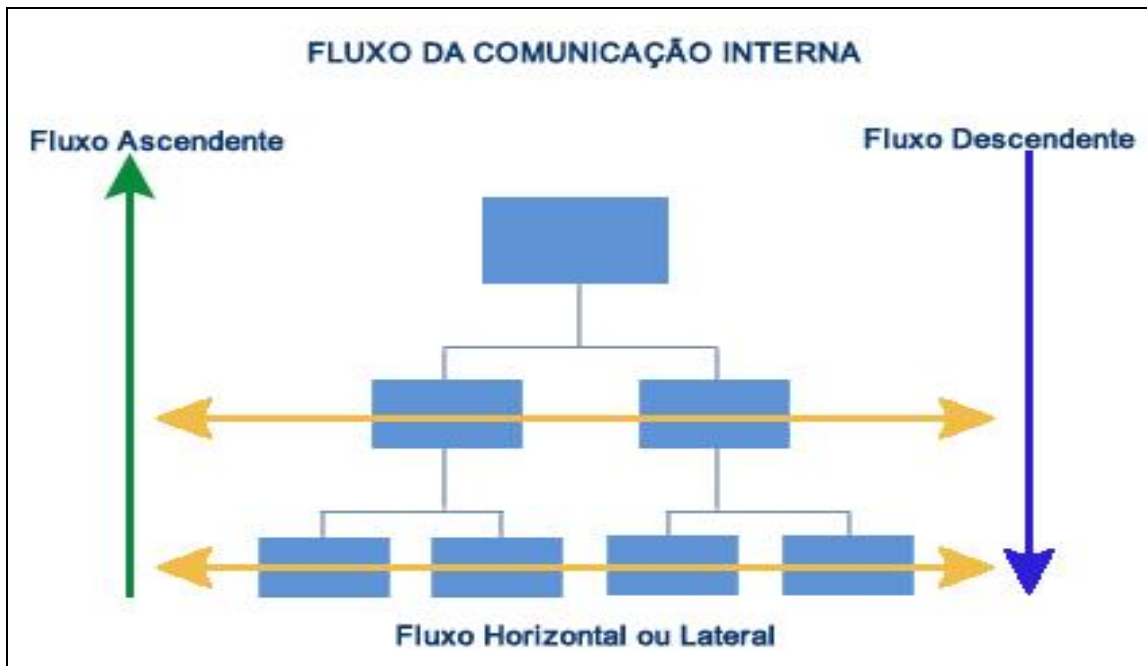 FLUXO DA COMUNICAÇÃO INTERNA
Fluxo Ascendente
Fluxo Descendente
Fluxo Horizontal ou Lateral